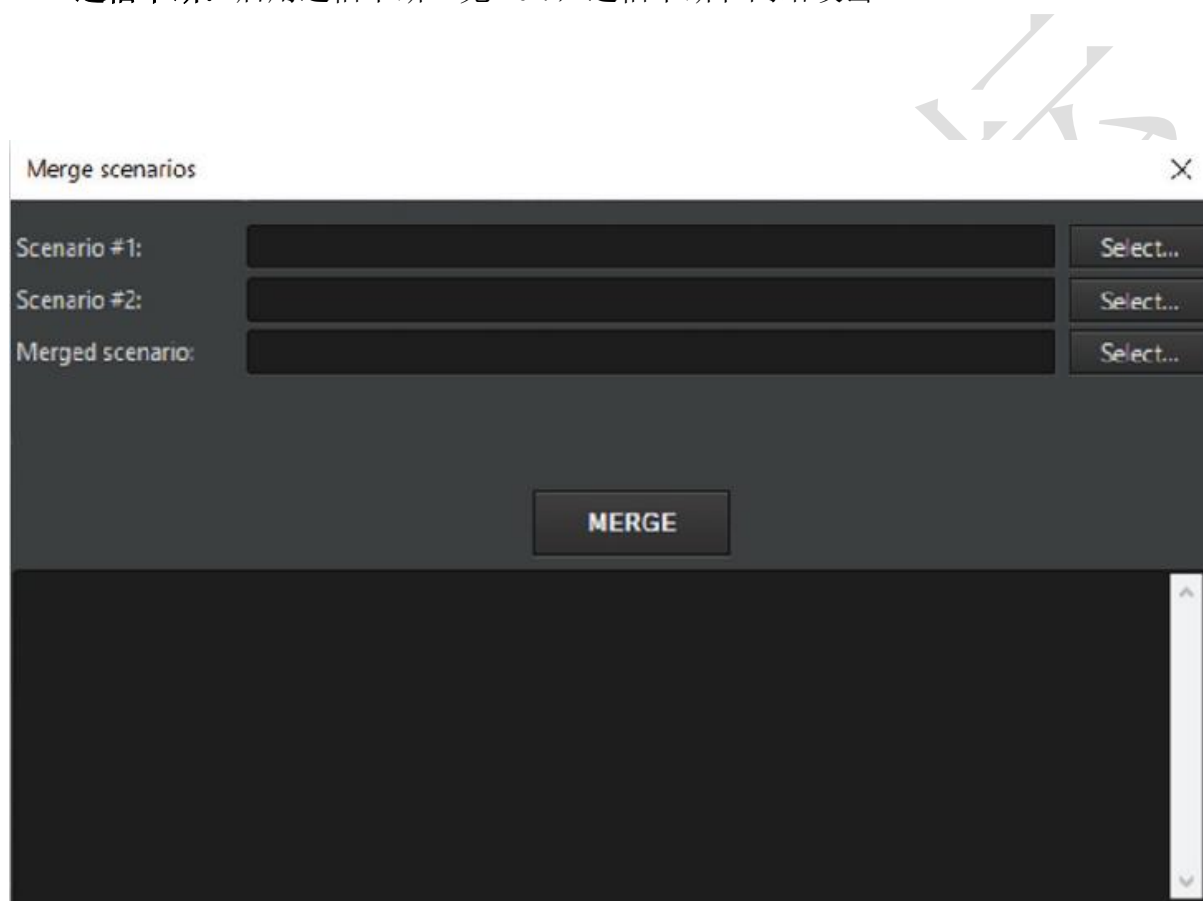 Merge scenarios
Scenario #1:
Select...
Scenario #2:
Select...
Merged scenario:
Select...
MERGE